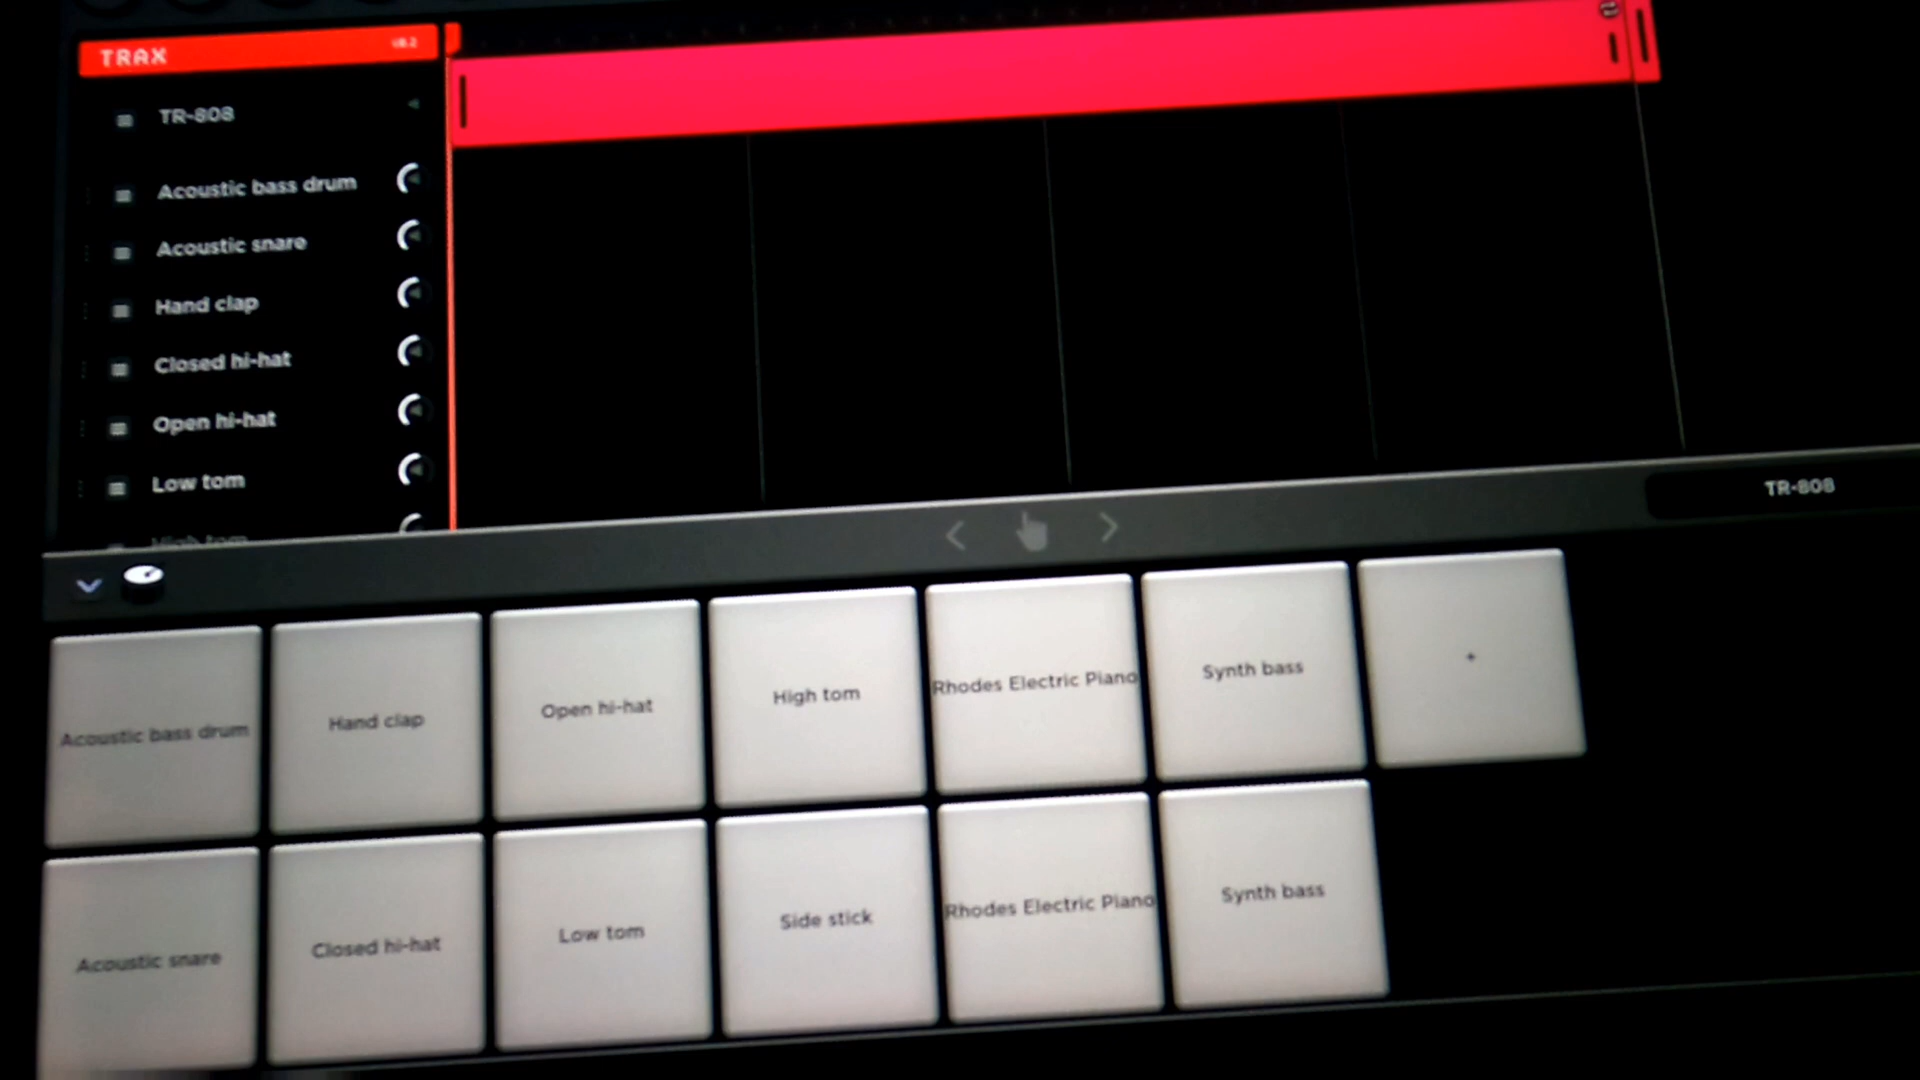 TRAX
TR-808
Acoustic bass drum
Acoustic snare
Hand clap
Closed hi-hat
Open hi-hat
Low tom
High tom
TR-808
Acoustic bass drum
Hand clap
Open hi-hat
High tom
Rhodes Electric Piano
Synth bass
+
Acoustic snare
Closed hi-hat
Low tom
Side stick
Rhodes Electric Piano
Synth bass